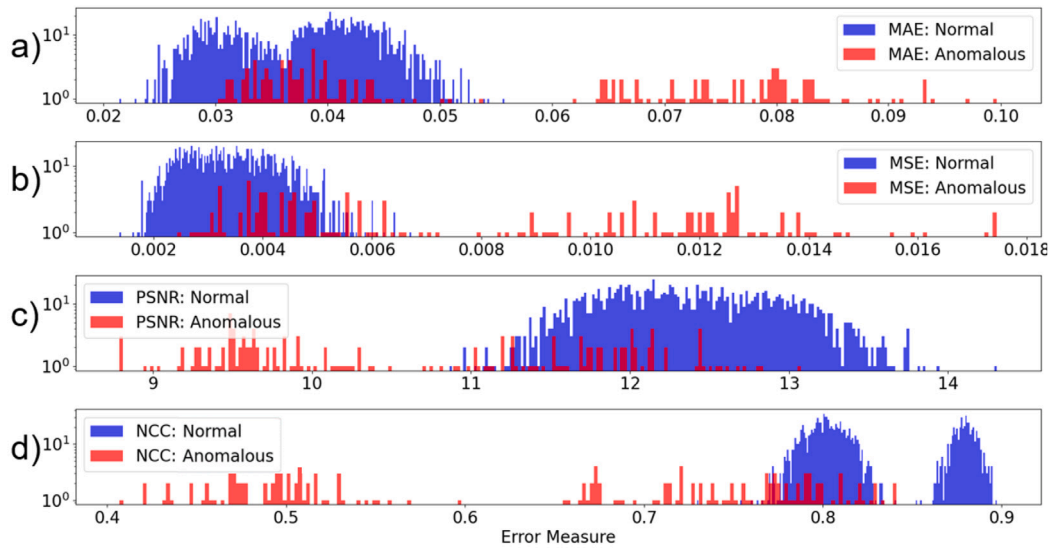 a)
10¹
10⁰
MAE: Normal
MAE: Anomalous
0.02 0.03 0.04 0.05 0.06 0.07 0.08 0.09 0.10
b)
10¹
10⁰
MSE: Normal
MSE: Anomalous
0.002 0.004 0.006 0.008 0.010 0.012 0.014 0.016 0.018
c)
10¹
10⁰
PSNR: Normal
PSNR: Anomalous
9 10 11 12 13 14
d)
10¹
10⁰
NCC: Normal
NCC: Anomalous
0.4 0.5 0.6 0.7 0.8 0.9
Error Measure